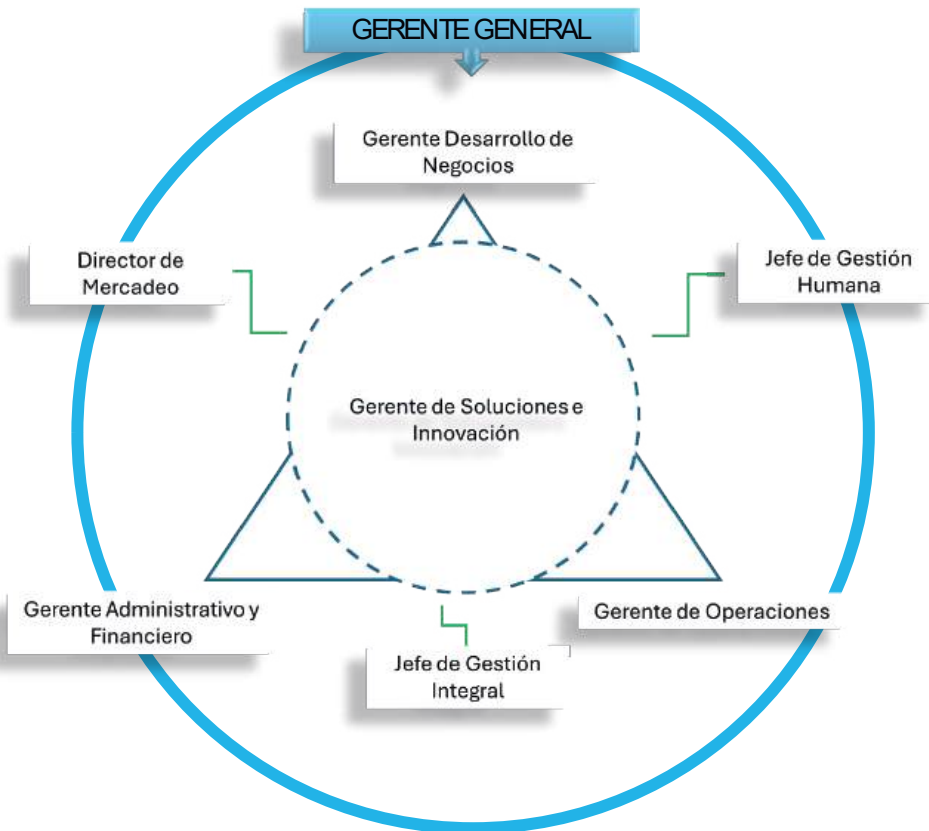 GERENTE GENERAL
Gerente Desarrollo de
Negocios
Director de
Mercadeo
Jefe de Gestión
Humana
Gerente de Soluciones e
Innovación
Gerente Administrativo y
Financiero
Gerente de Operaciones
Jefe de Gestión
Integral